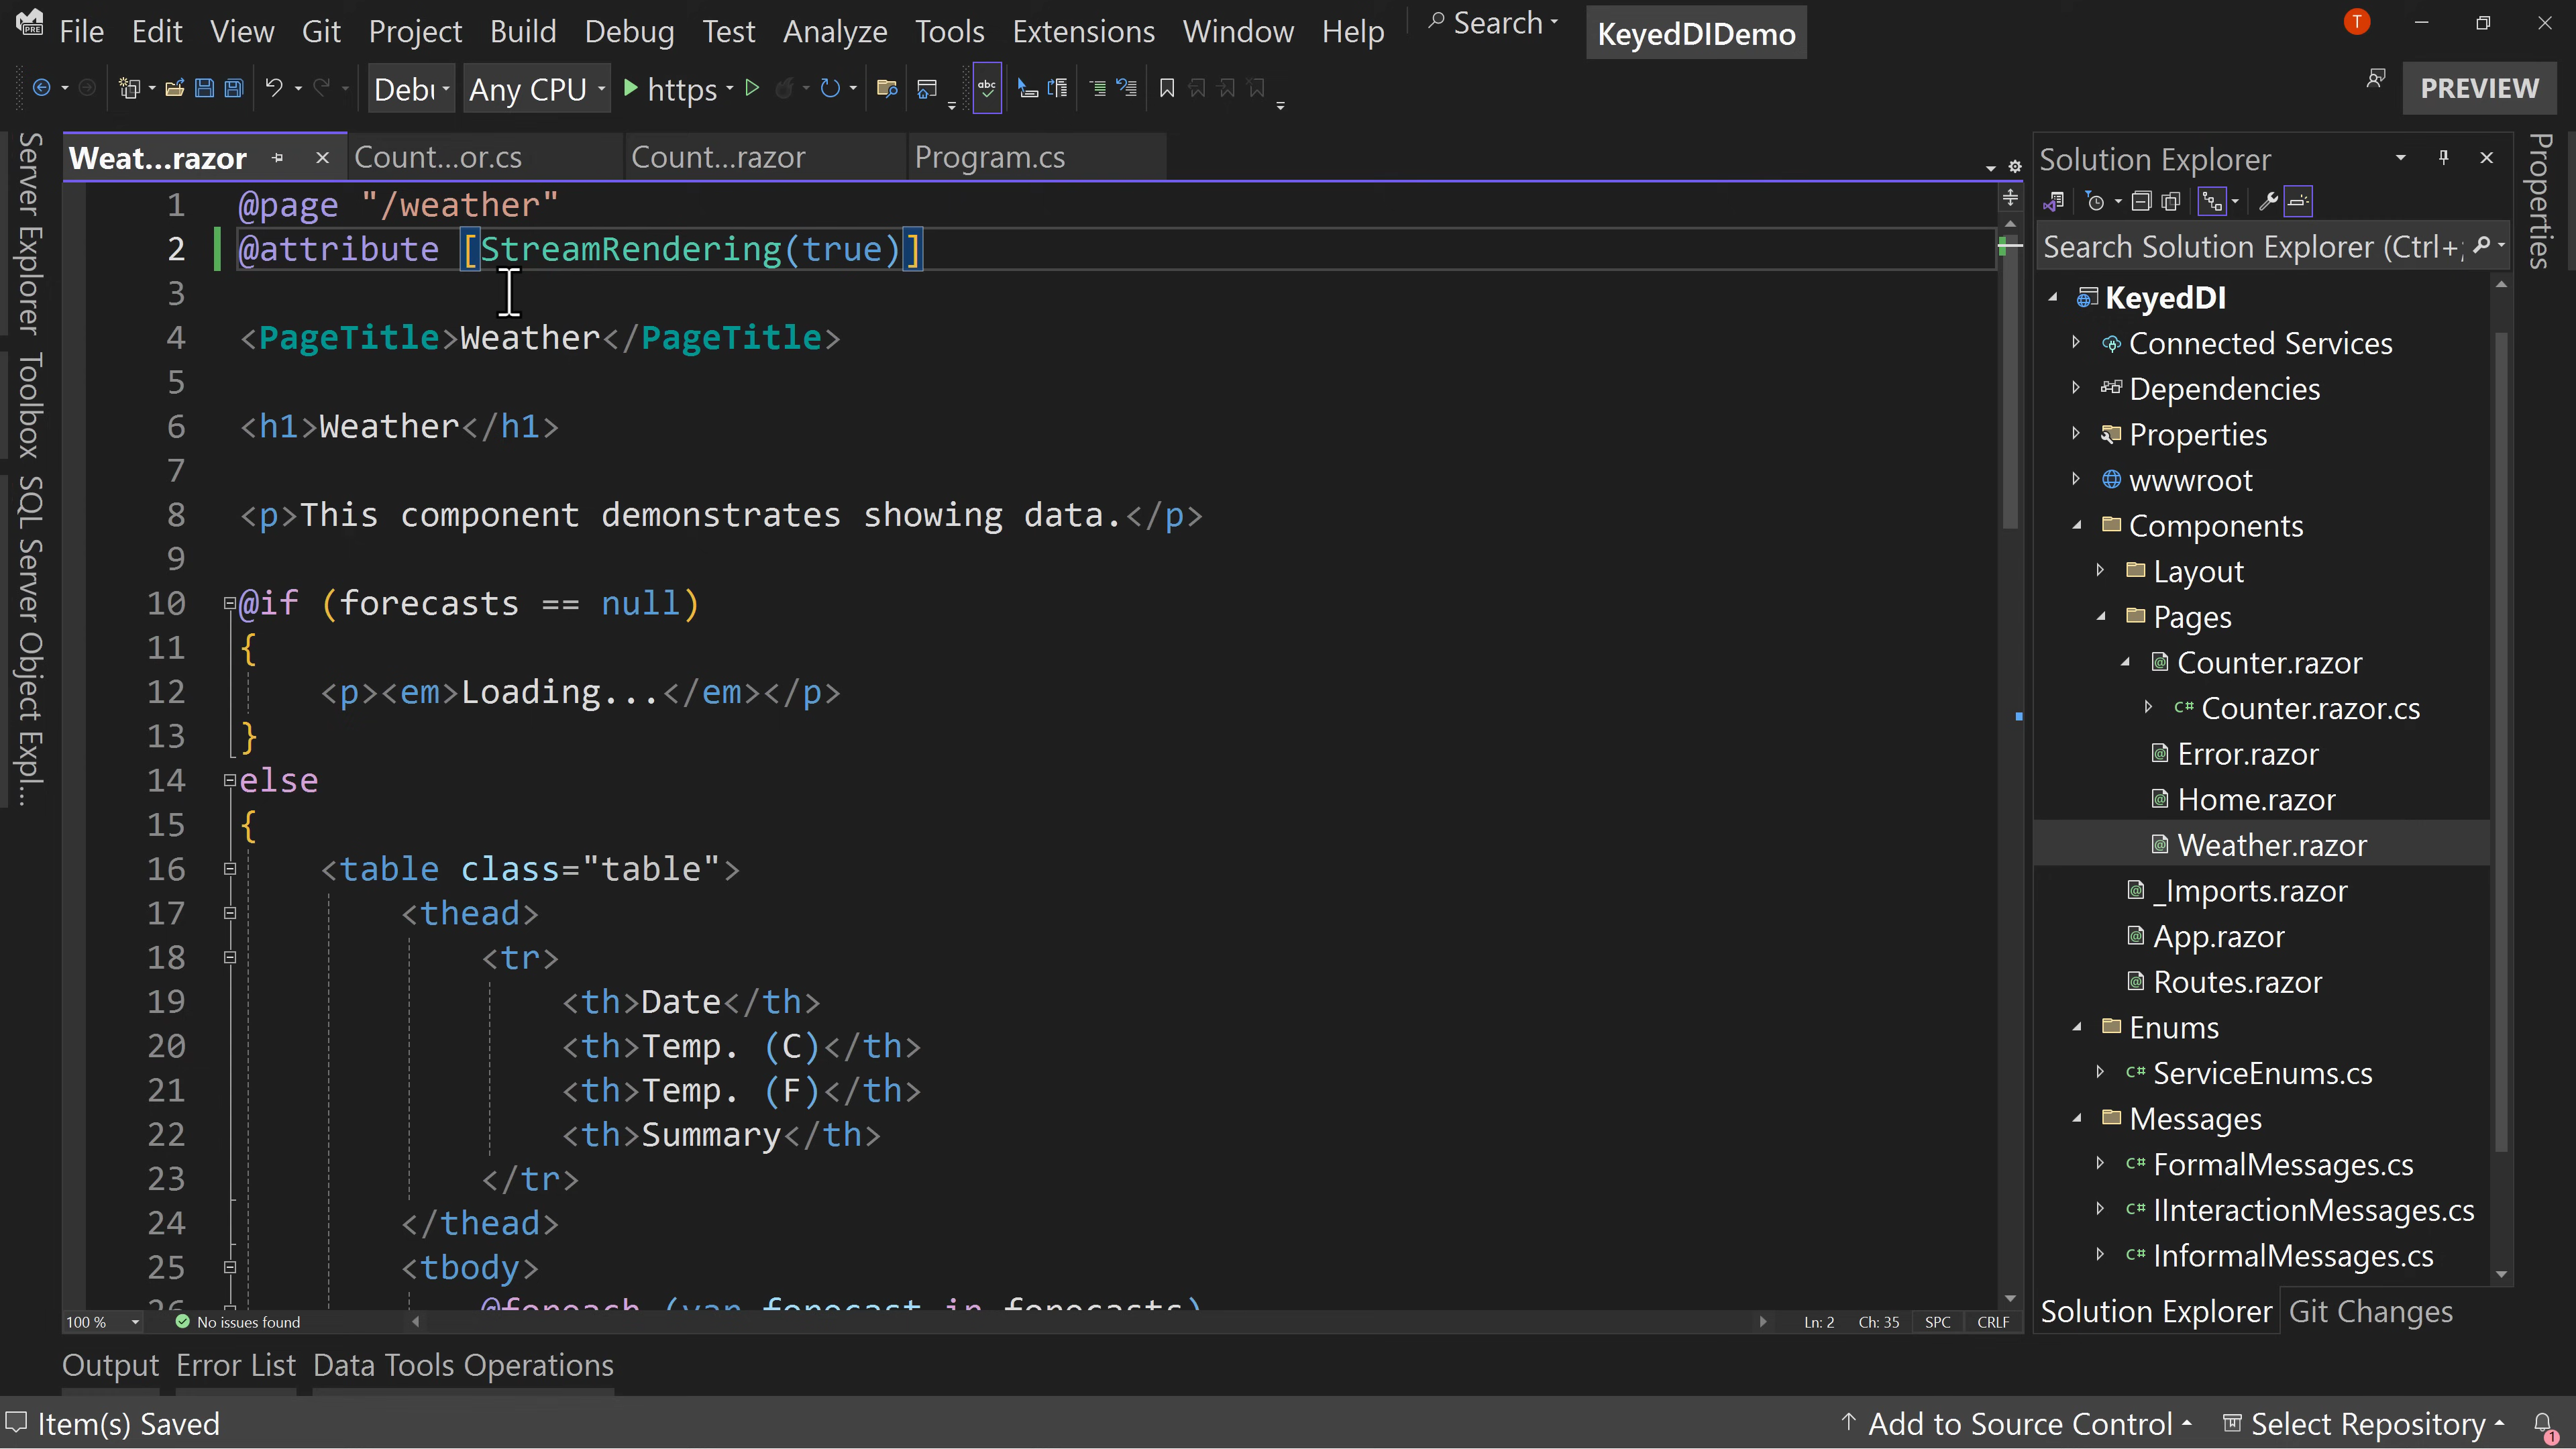 File Edit View Git Project Build Debug Test Analyze Tools Extensions Window Help Search KeyedDIDemo T
Any CPU https abc PREVIEW
Weat...razor Count...or.cs Count...razor Program.cs
1 @page "/weather"
2 @attribute [StreamRendering(true)]
3
4 <PageTitle>Weather</PageTitle>
5
6 <h1>Weather</h1>
7
8 <p>This component demonstrates showing data.</p>
9
10 @if (forecasts == null)
11 {
12 <p><em>Loading...</em></p>
13 }
14 else
15 {
16 <table class="table">
17 <thead>
18 <tr>
19 <th>Date</th>
20 <th>Temp. (C)</th>
21 <th>Temp. (F)</th>
22 <th>Summary</th>
23 </tr>
24 </thead>
25 <tbody>
26 @foreach (var forecast in forecasts)
100 % No issues found Ln: 2 Ch: 35 SPC CRLF
Server Explorer
Toolbox
SQL Server Object Expl...
Solution Explorer
Search Solution Explorer (Ctrl+;
KeyedDI
Connected Services
Dependencies
Properties
wwwroot
Components
Layout
Pages
Counter.razor
C# Counter.razor.cs
Error.razor
Home.razor
Weather.razor
_Imports.razor
App.razor
Routes.razor
Enums
C# ServiceEnums.cs
Messages
C# FormalMessages.cs
C# IInteractionMessages.cs
C# InformalMessages.cs
Solution Explorer Git Changes
Properties
Output Error List Data Tools Operations
Item(s) Saved Add to Source Control Select Repository 1